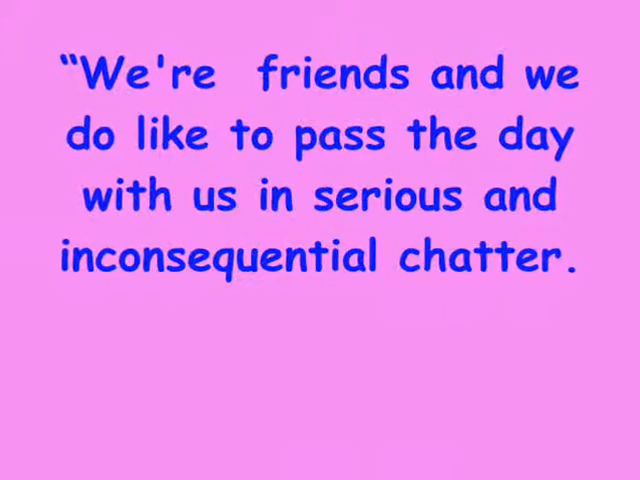 “We're  friends and we
do like to pass the day
with us in serious and
inconsequential chatter.